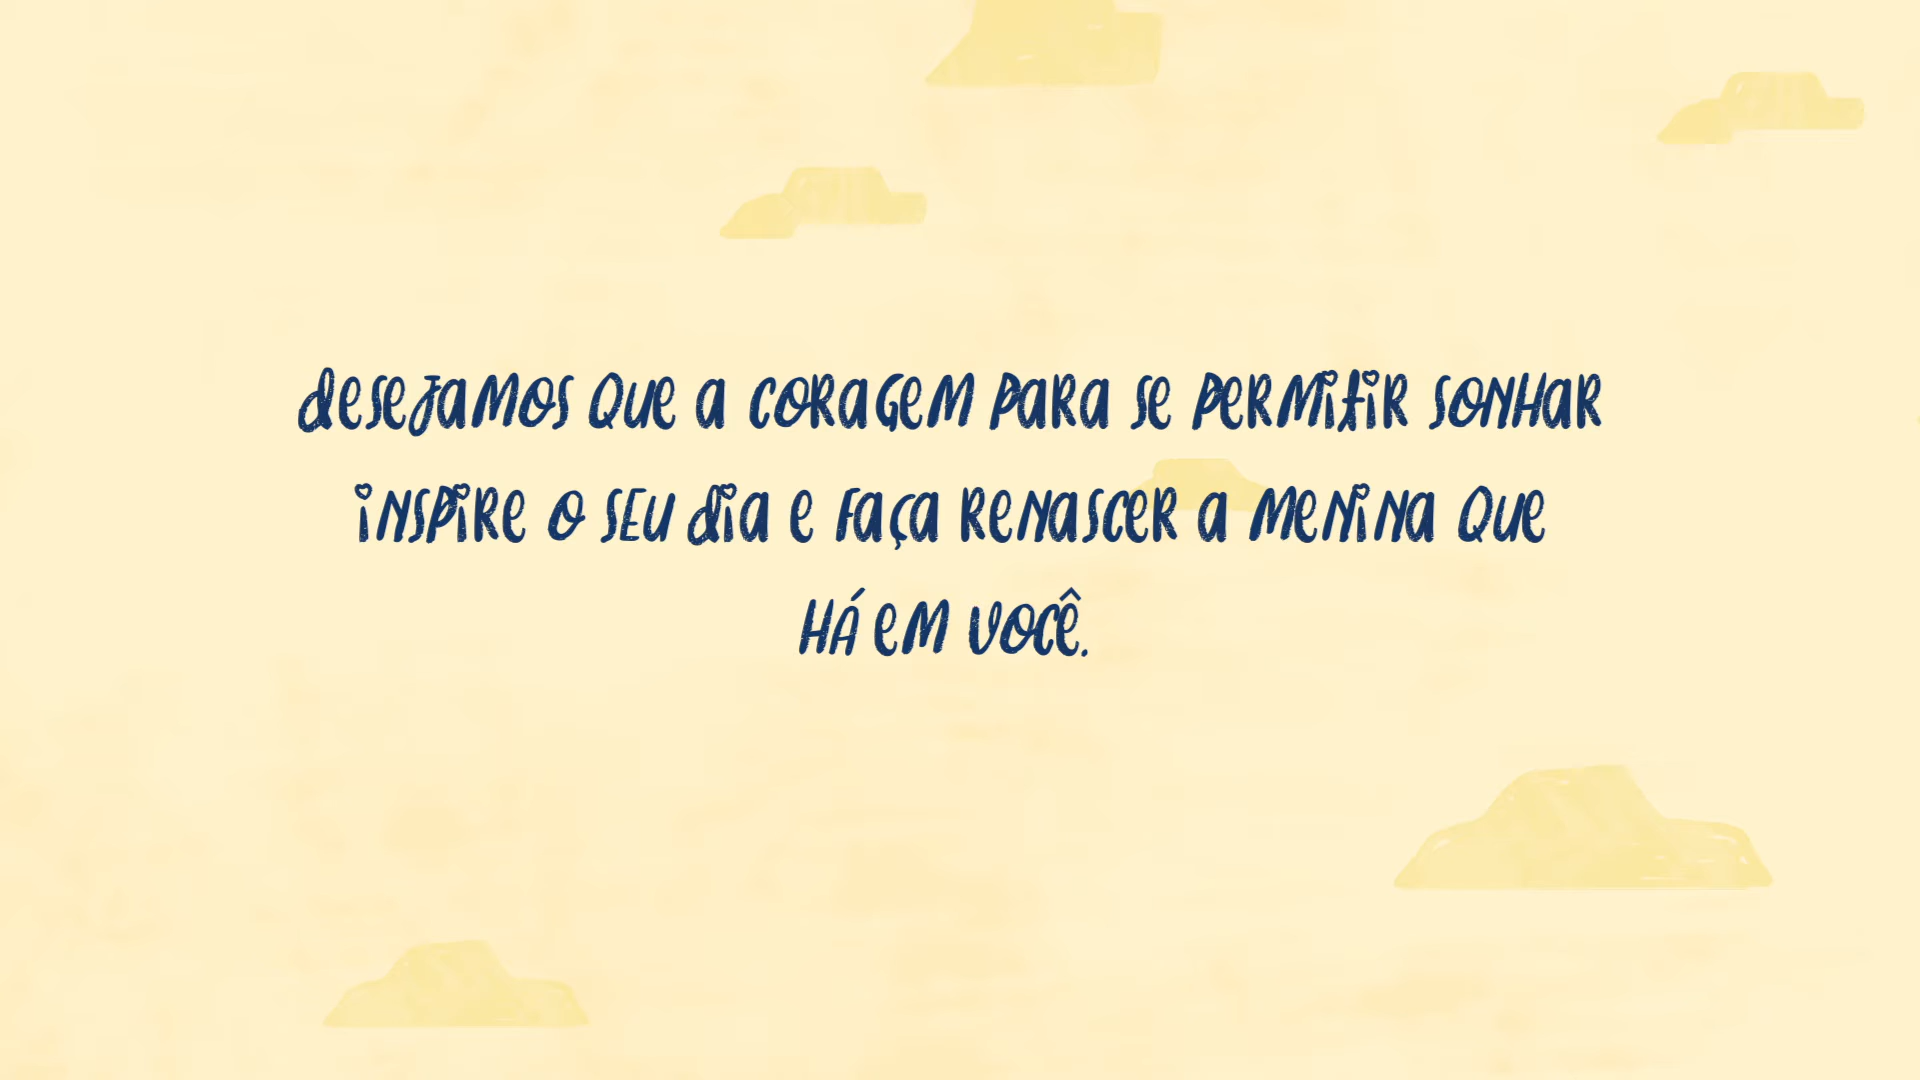 Desejamos que a coragem para se permitir sonhar
inspire o seu dia e faça renascer a menina que
há em você.